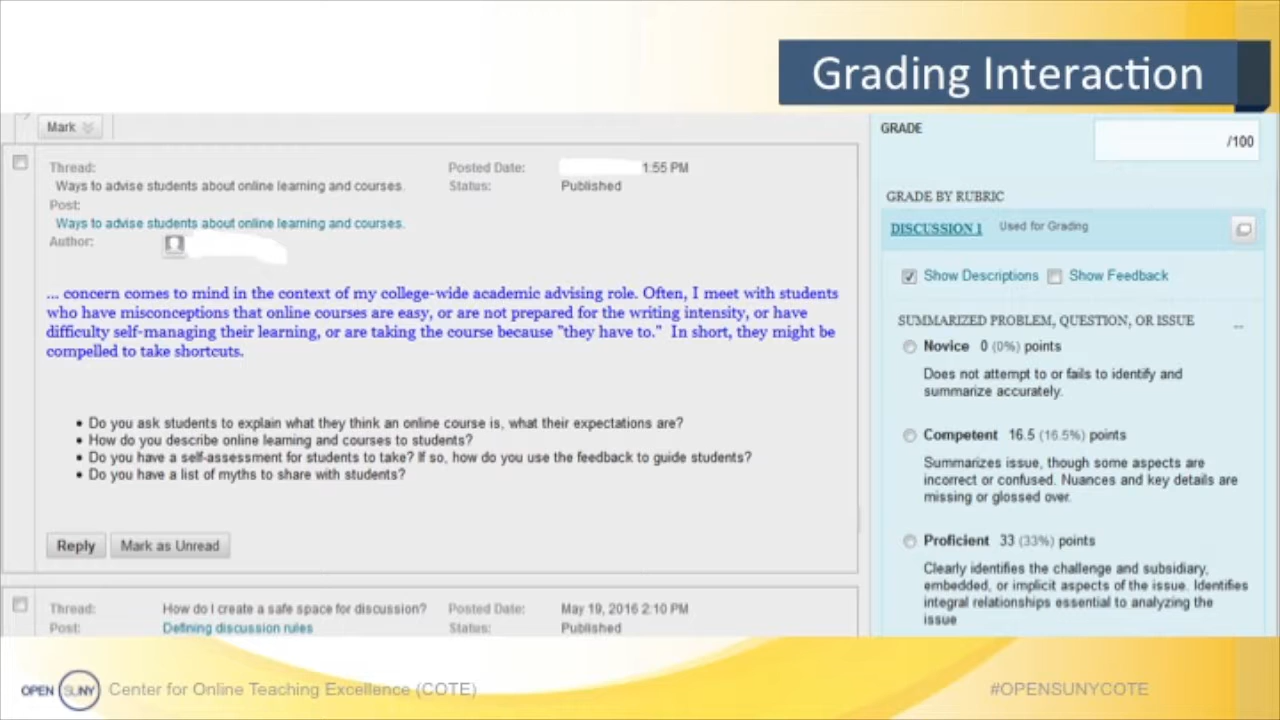 Grading Interaction
Mark
Thread:
Ways to advise students about online learning and courses.
Post:
Ways to advise students about online learning and courses.
Author:
Posted Date: 1:55 PM
Status: Published
... concern comes to mind in the context of my college-wide academic advising role. Often, I meet with students
who have misconceptions that online courses are easy, or are not prepared for the writing intensity, or have
difficulty self-managing their learning, or are taking the course because "they have to." In short, they might be
compelled to take shortcuts.
• Do you ask students to explain what they think an online course is, what their expectations are?
• How do you describe online learning and courses to students?
• Do you have a self-assessment for students to take? If so, how do you use the feedback to guide students?
• Do you have a list of myths to share with students?
Reply Mark as Unread
Thread: How do I create a safe space for discussion? Posted Date: May 19, 2016 2:10 PM
Post: Defining discussion rules Status: Published
GRADE /100
GRADE BY RUBRIC
DISCUSSION 1 Used for Grading
Show Descriptions Show Feedback
SUMMARIZED PROBLEM, QUESTION, OR ISSUE ...
Novice 0 (0%) points
Does not attempt to or fails to identify and
summarize accurately.
Competent 16.5 (16.5%) points
Summarizes issue, though some aspects are
incorrect or confused. Nuances and key details are
missing or glossed over.
Proficient 33 (33%) points
Clearly identifies the challenge and subsidiary,
embedded, or implicit aspects of the issue. Identifies
integral relationships essential to analyzing the
issue
OPEN SUNY Center for Online Teaching Excellence (COTE) #OPENSUNYCOTE